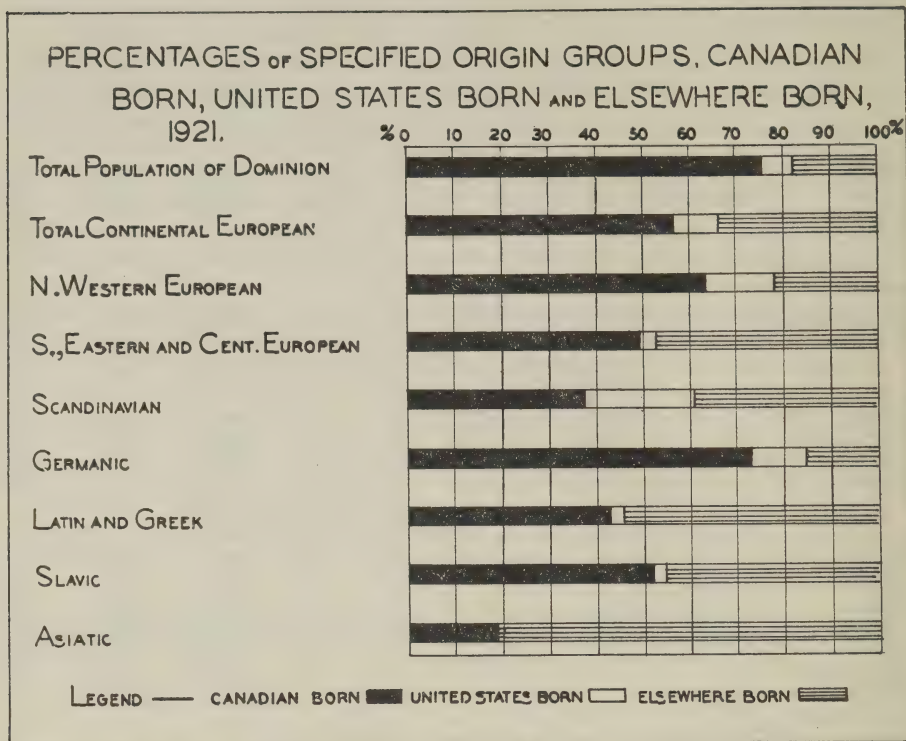 PERCENTAGES OF SPECIFIED ORIGIN GROUPS, CANADIAN
BORN, UNITED STATES BORN AND ELSEWHERE BORN,
1921.
% 0 10 20 30 40 50 60 70 80 90 100%
TOTAL POPULATION OF DOMINION
TOTAL CONTINENTAL EUROPEAN
N. WESTERN EUROPEAN
S., EASTERN AND CENT. EUROPEAN
SCANDINAVIAN
GERMANIC
LATIN AND GREEK
SLAVIC
ASIATIC
LEGEND — CANADIAN BORN UNITED STATES BORN ELSEWHERE BORN